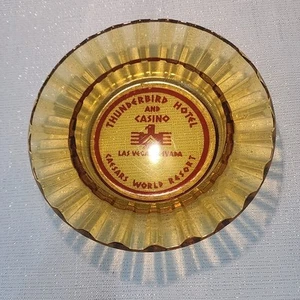 THUNDERBIRD HOTEL
AND
CASINO
LAS VEGAS NEVADA
CAESARS WORLD RESORT